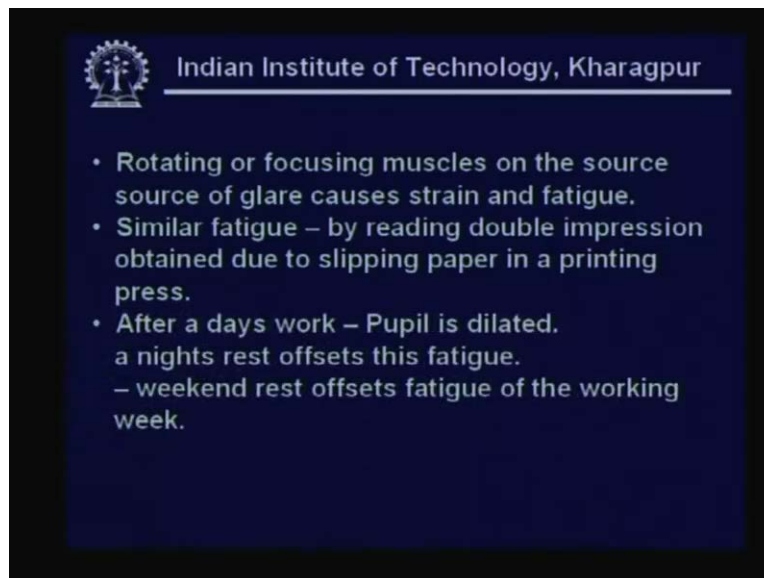 Indian Institute of Technology, Kharagpur
• Rotating or focusing muscles on the source
source of glare causes strain and fatigue.
• Similar fatigue – by reading double impression
obtained due to slipping paper in a printing
press.
• After a days work – Pupil is dilated.
a nights rest offsets this fatigue.
– weekend rest offsets fatigue of the working
week.